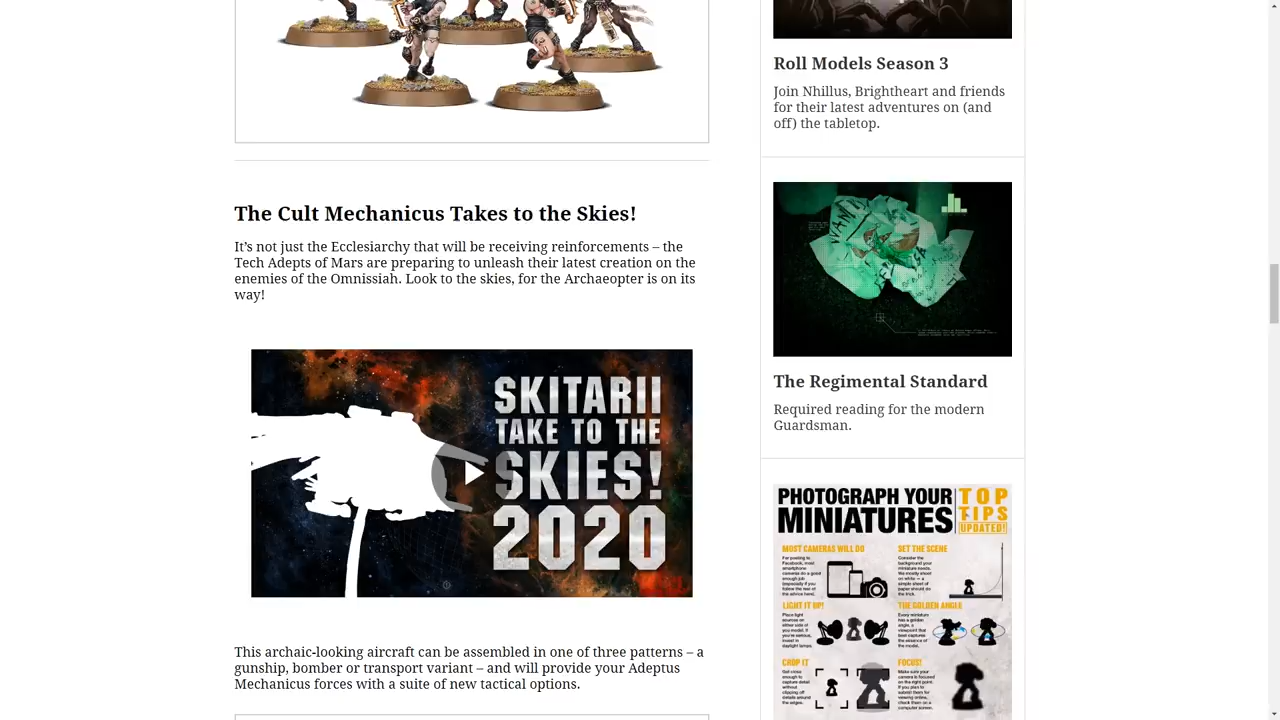 The Cult Mechanicus Takes to the Skies!
It’s not just the Ecclesiarchy that will be receiving reinforcements – the
Tech Adepts of Mars are preparing to unleash their latest creation on the
enemies of the Omnissiah. Look to the skies, for the Archaeopter is on its
way!
SKITARII
TAKE TO THE
SKIES!
2020
This archaic-looking aircraft can be assembled in one of three patterns – a
gunship, bomber or transport variant – and will provide your Adeptus
Mechanicus forces with a suite of new tactical options.
Roll Models Season 3
Join Nhillus, Brightheart and friends
for their latest adventures on (and
off) the tabletop.
The Regimental Standard
Required reading for the modern
Guardsman.
PHOTOGRAPH YOUR
MINIATURES
TOP
TIPS
UPDATED!
MOST CAMERAS WILL DO
SET THE SCENE
LIGHT IT UP!
THE GOLDEN ANGLE
CROP IT
FOCUS!